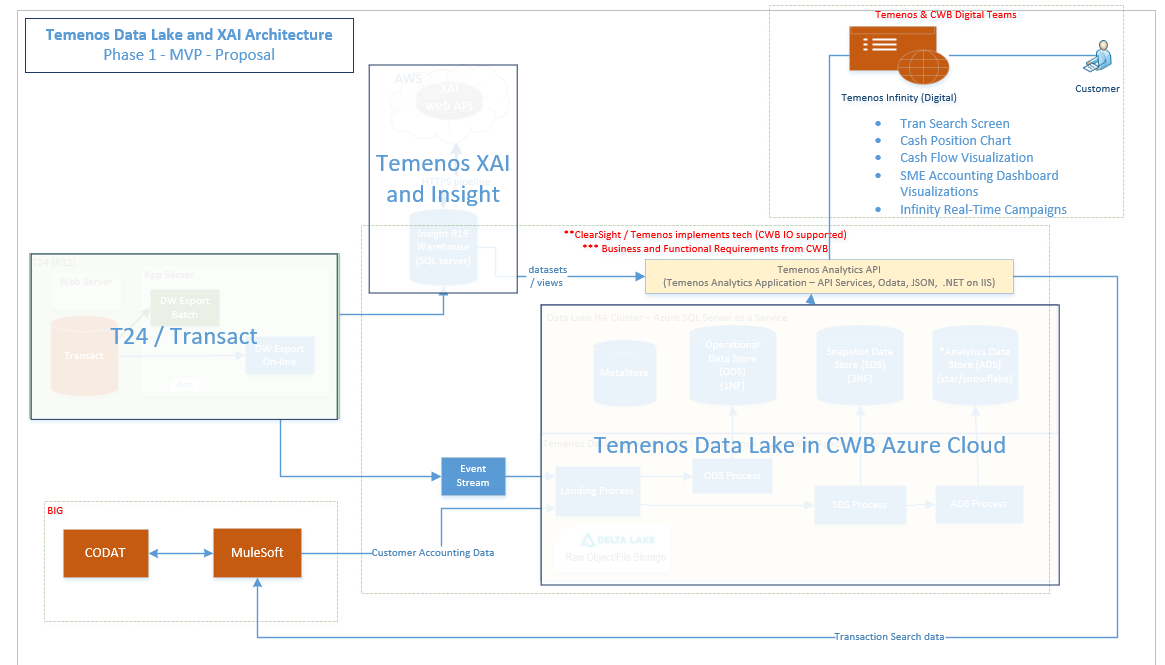 Temenos Data Lake and XAI Architecture
Phase 1 - MVP - Proposal
Temenos & CWB Digital Teams
Temenos Infinity (Digital)
Customer
• Tran Search Screen
• Cash Position Chart
• Cash Flow Visualization
• SME Accounting Dashboard
Visualizations
• Infinity Real-Time Campaigns
AWS
XAI
web API
Temenos XAI
and Insight
Insight R15
Warehouse
(SQL server)
**ClearSight / Temenos implements tech (CWB IO supported)
*** Business and Functional Requirements from CWB
datasets
/ views
Temenos Analytics API
(Temenos Analytics Application – API Services, Odata, JSON, .NET on IIS)
App Server
Web Server
DW Export
Batch
T24 / Transact
Transact
DW Export
On-line
Data Lake HA Cluster – Azure SQL Server as a Service
MetaStore
Operational
Data Store
(ODS)
(1NF)
Snapshot Data
Store (SDS)
(3NF)
*Analytics Data
Store (ADS)
(star/snowflake)
Temenos Data Lake in CWB Azure Cloud
Event
Stream
Landing Process
ODS Process
SDS Process
ADS Process
DELTA LAKE
Raw Object/File Storage
BIG
CODAT
MuleSoft
Customer Accounting Data
Transaction Search data